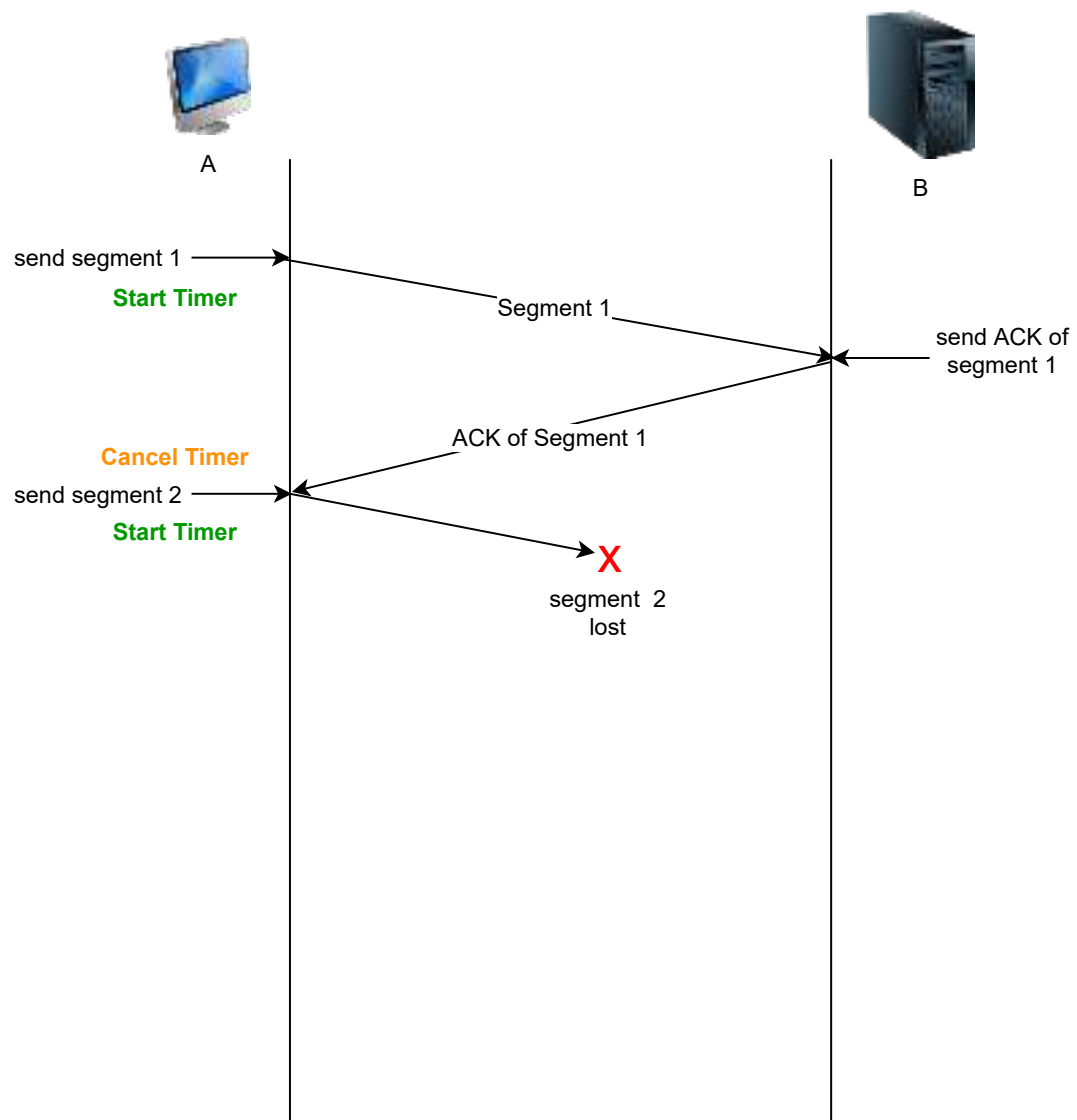 A
B
send segment 1
Start Timer
Segment 1
send ACK of
segment 1
ACK of Segment 1
Cancel Timer
send segment 2
Start Timer
X
segment 2
lost